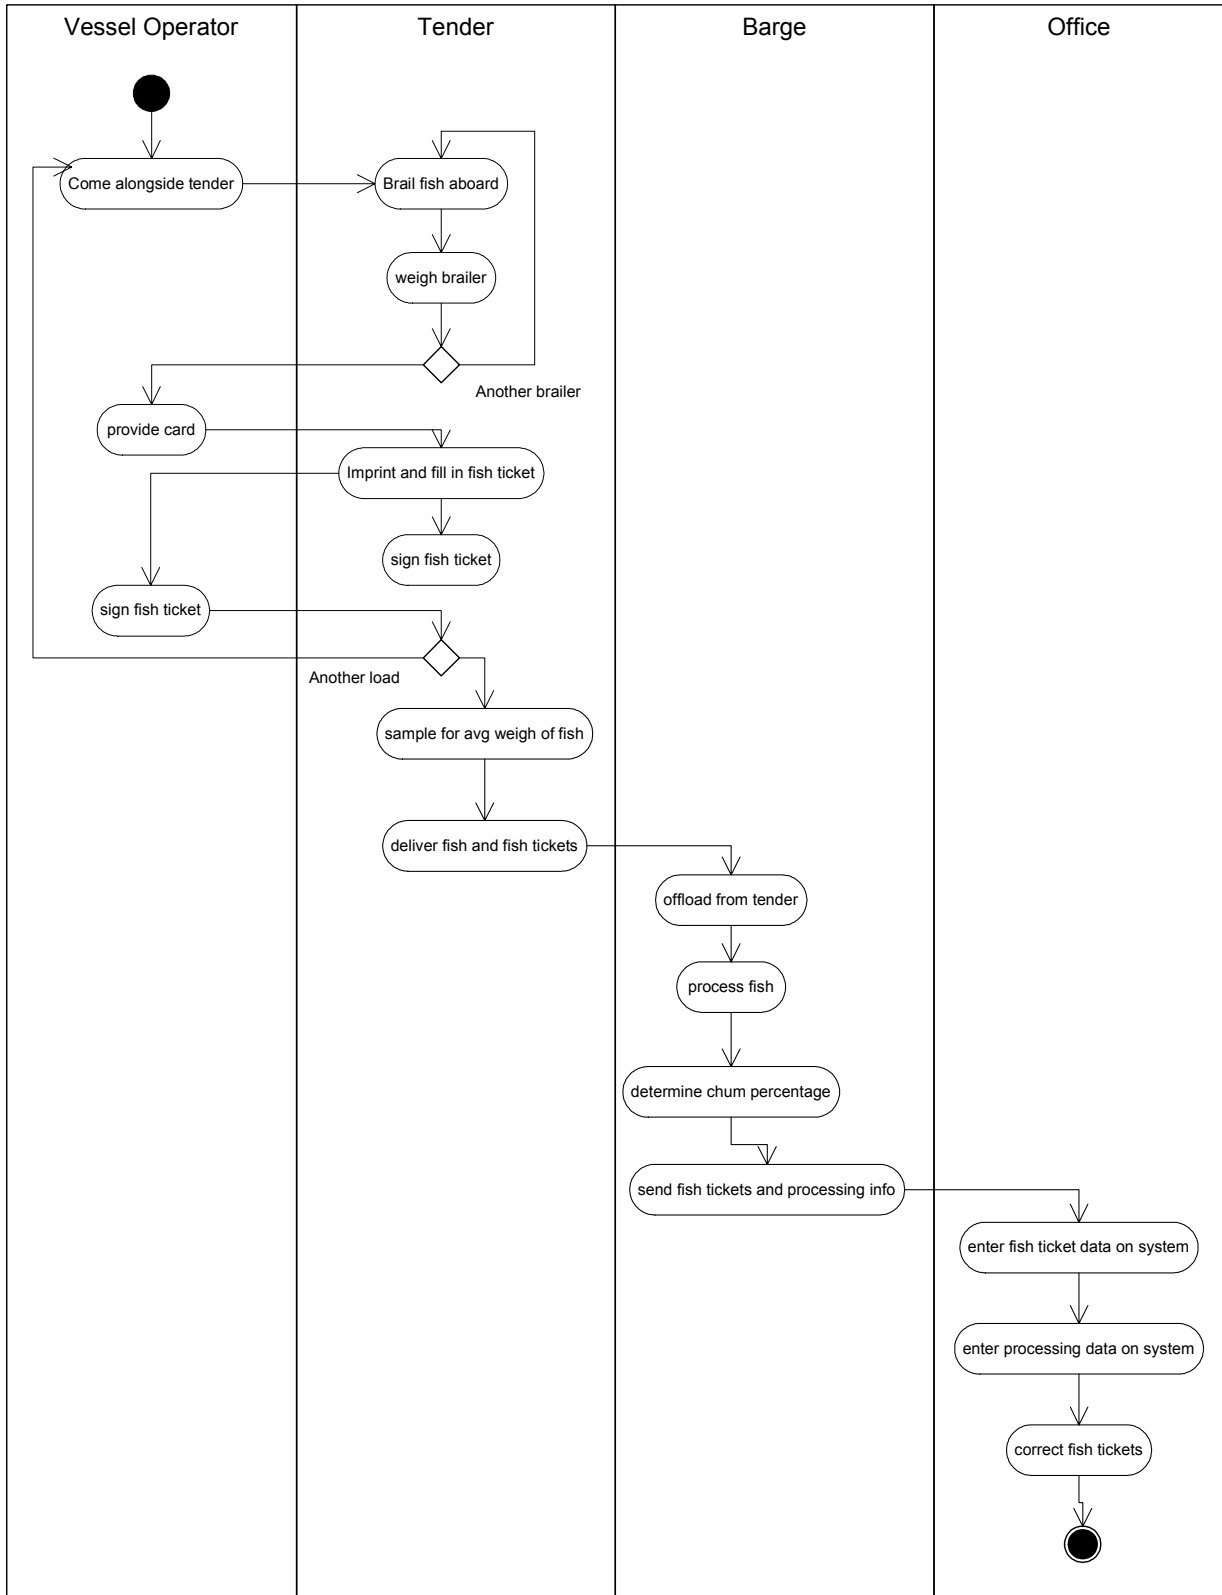 Vessel Operator
Tender
Barge
Office
Come alongside tender
Brail fish aboard
weigh brailer
Another brailer
provide card
Imprint and fill in fish ticket
sign fish ticket
sign fish ticket
Another load
sample for avg weigh of fish
deliver fish and fish tickets
offload from tender
process fish
determine chum percentage
send fish tickets and processing info
enter fish ticket data on system
enter processing data on system
correct fish tickets